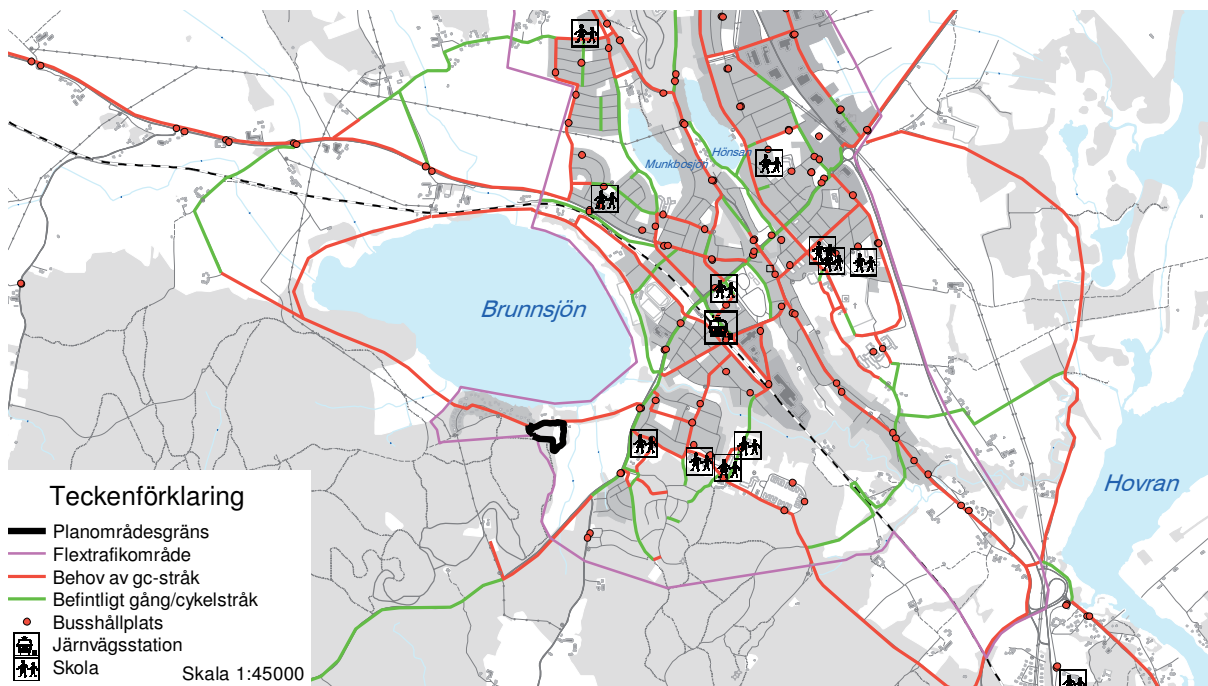 Munkbosjön
Hönsan
Brunnsjön
Hovran
Teckenförklaring
Planområdesgräns
Flextrafikområde
Behov av gc-stråk
Befintligt gång/cykelstråk
Busshållplats
Järnvägsstation
Skola
Skala 1:45000